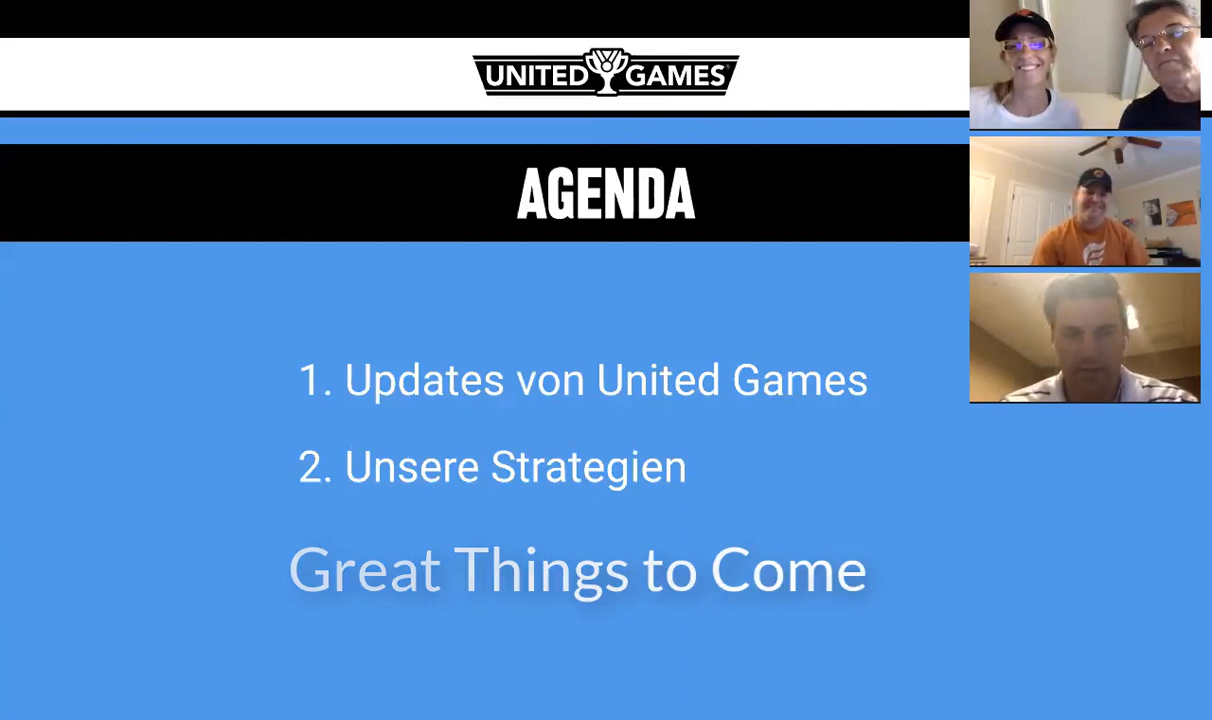 UNITED GAMES
AGENDA
1. Updates von United Games
2. Unsere Strategien
Great Things to Come